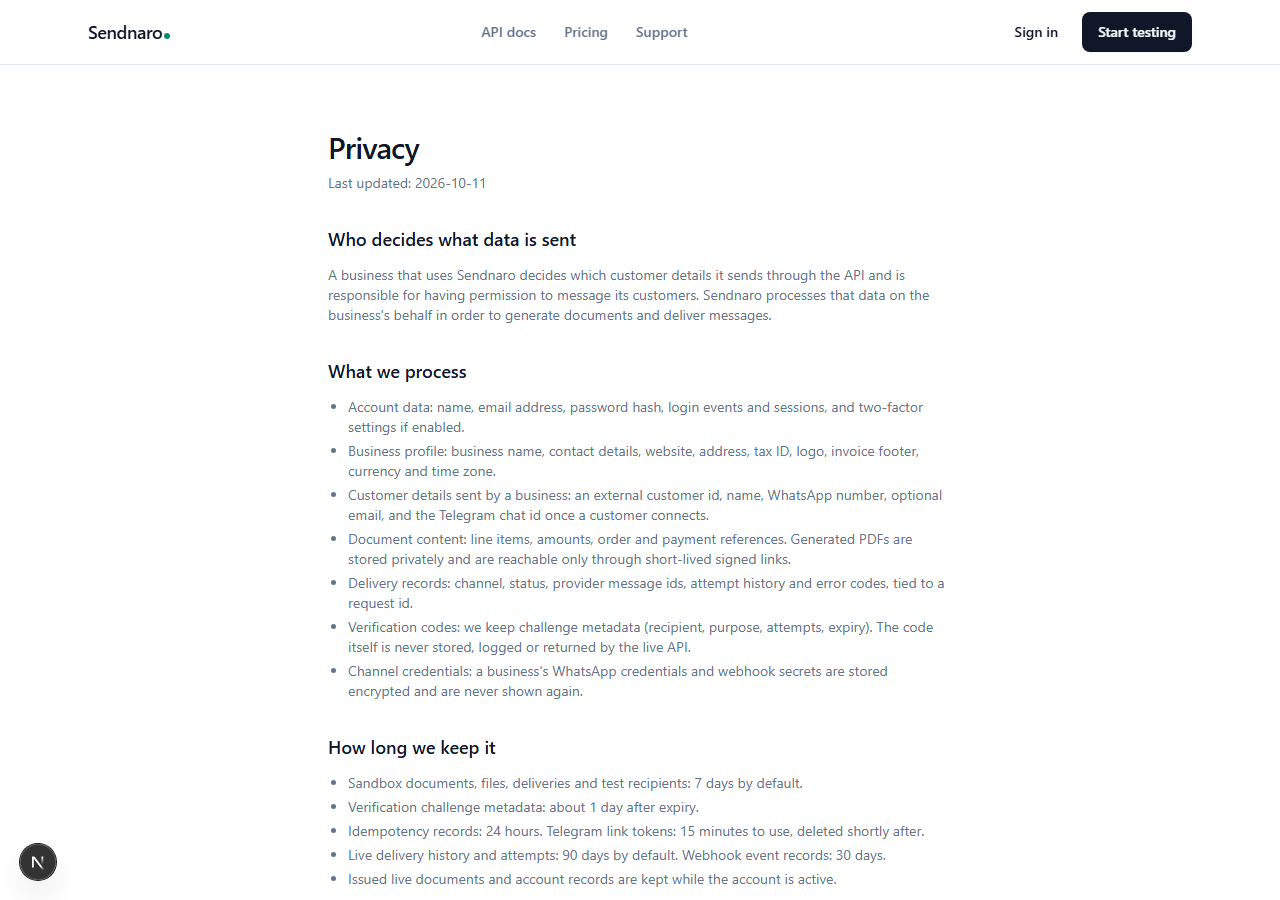 Sendnaro
API docs
Pricing
Support
Sign in
Start testing
Privacy
Last updated: 2026-10-11
Who decides what data is sent
A business that uses Sendnaro decides which customer details it sends through the API and is
responsible for having permission to message its customers. Sendnaro processes that data on the
business's behalf in order to generate documents and deliver messages.
What we process
Account data: name, email address, password hash, login events and sessions, and two-factor
settings if enabled.
Business profile: business name, contact details, website, address, tax ID, logo, invoice footer,
currency and time zone.
Customer details sent by a business: an external customer id, name, WhatsApp number, optional
email, and the Telegram chat id once a customer connects.
Document content: line items, amounts, order and payment references. Generated PDFs are
stored privately and are reachable only through short-lived signed links.
Delivery records: channel, status, provider message ids, attempt history and error codes, tied to a
request id.
Verification codes: we keep challenge metadata (recipient, purpose, attempts, expiry). The code
itself is never stored, logged or returned by the live API.
Channel credentials: a business's WhatsApp credentials and webhook secrets are stored
encrypted and are never shown again.
How long we keep it
Sandbox documents, files, deliveries and test recipients: 7 days by default.
Verification challenge metadata: about 1 day after expiry.
Idempotency records: 24 hours. Telegram link tokens: 15 minutes to use, deleted shortly after.
Live delivery history and attempts: 90 days by default. Webhook event records: 30 days.
Issued live documents and account records are kept while the account is active.
N